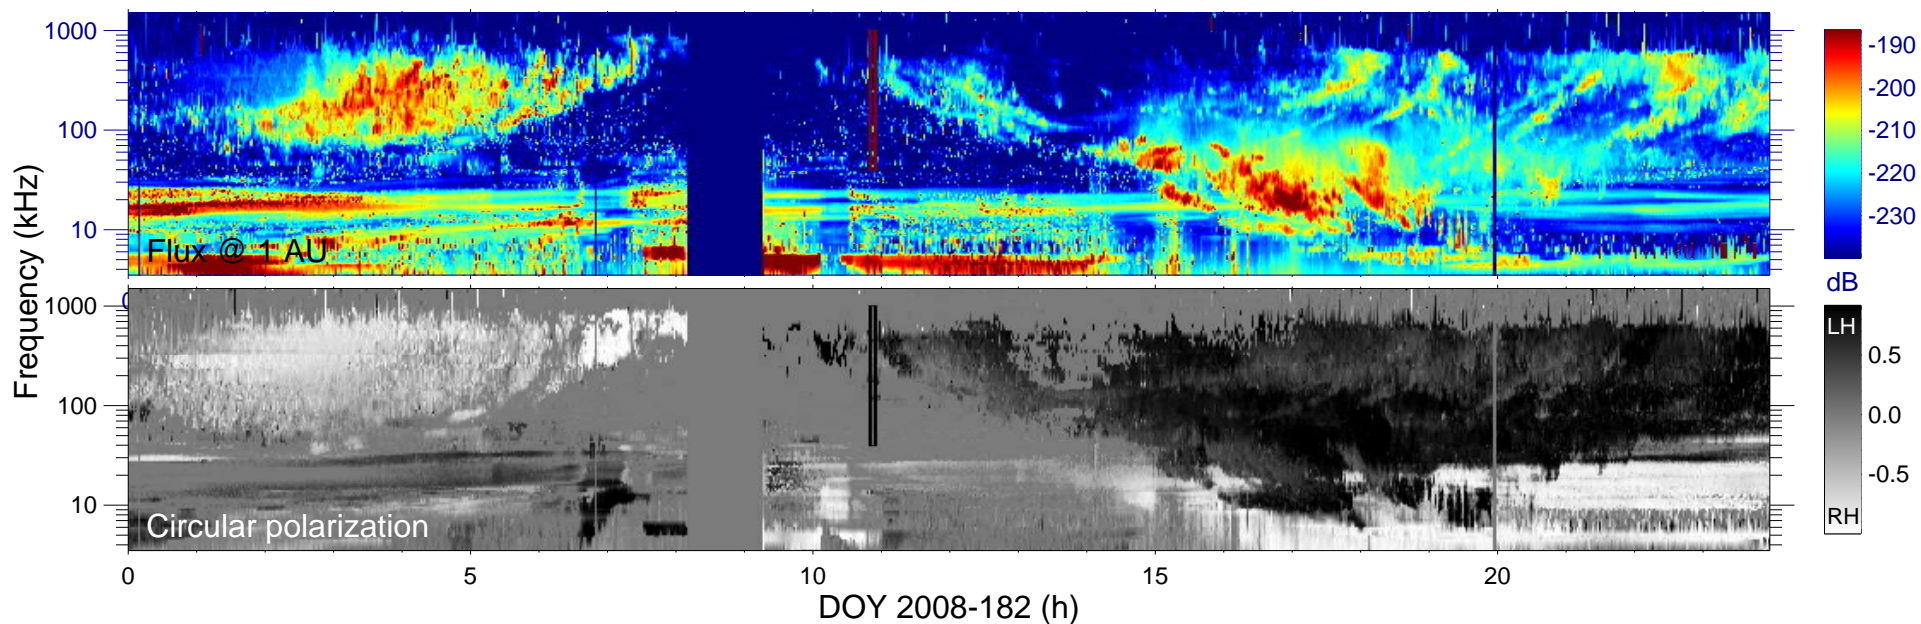 1000
100
10
Frequency (kHz)
Flux @ 1 AU
-190
-200
-210
-220
-230
dB
0
1000
100
10
Circular polarization
LH
0.5
0.0
-0.5
RH
0 5 10 15 20
DOY 2008-182 (h)